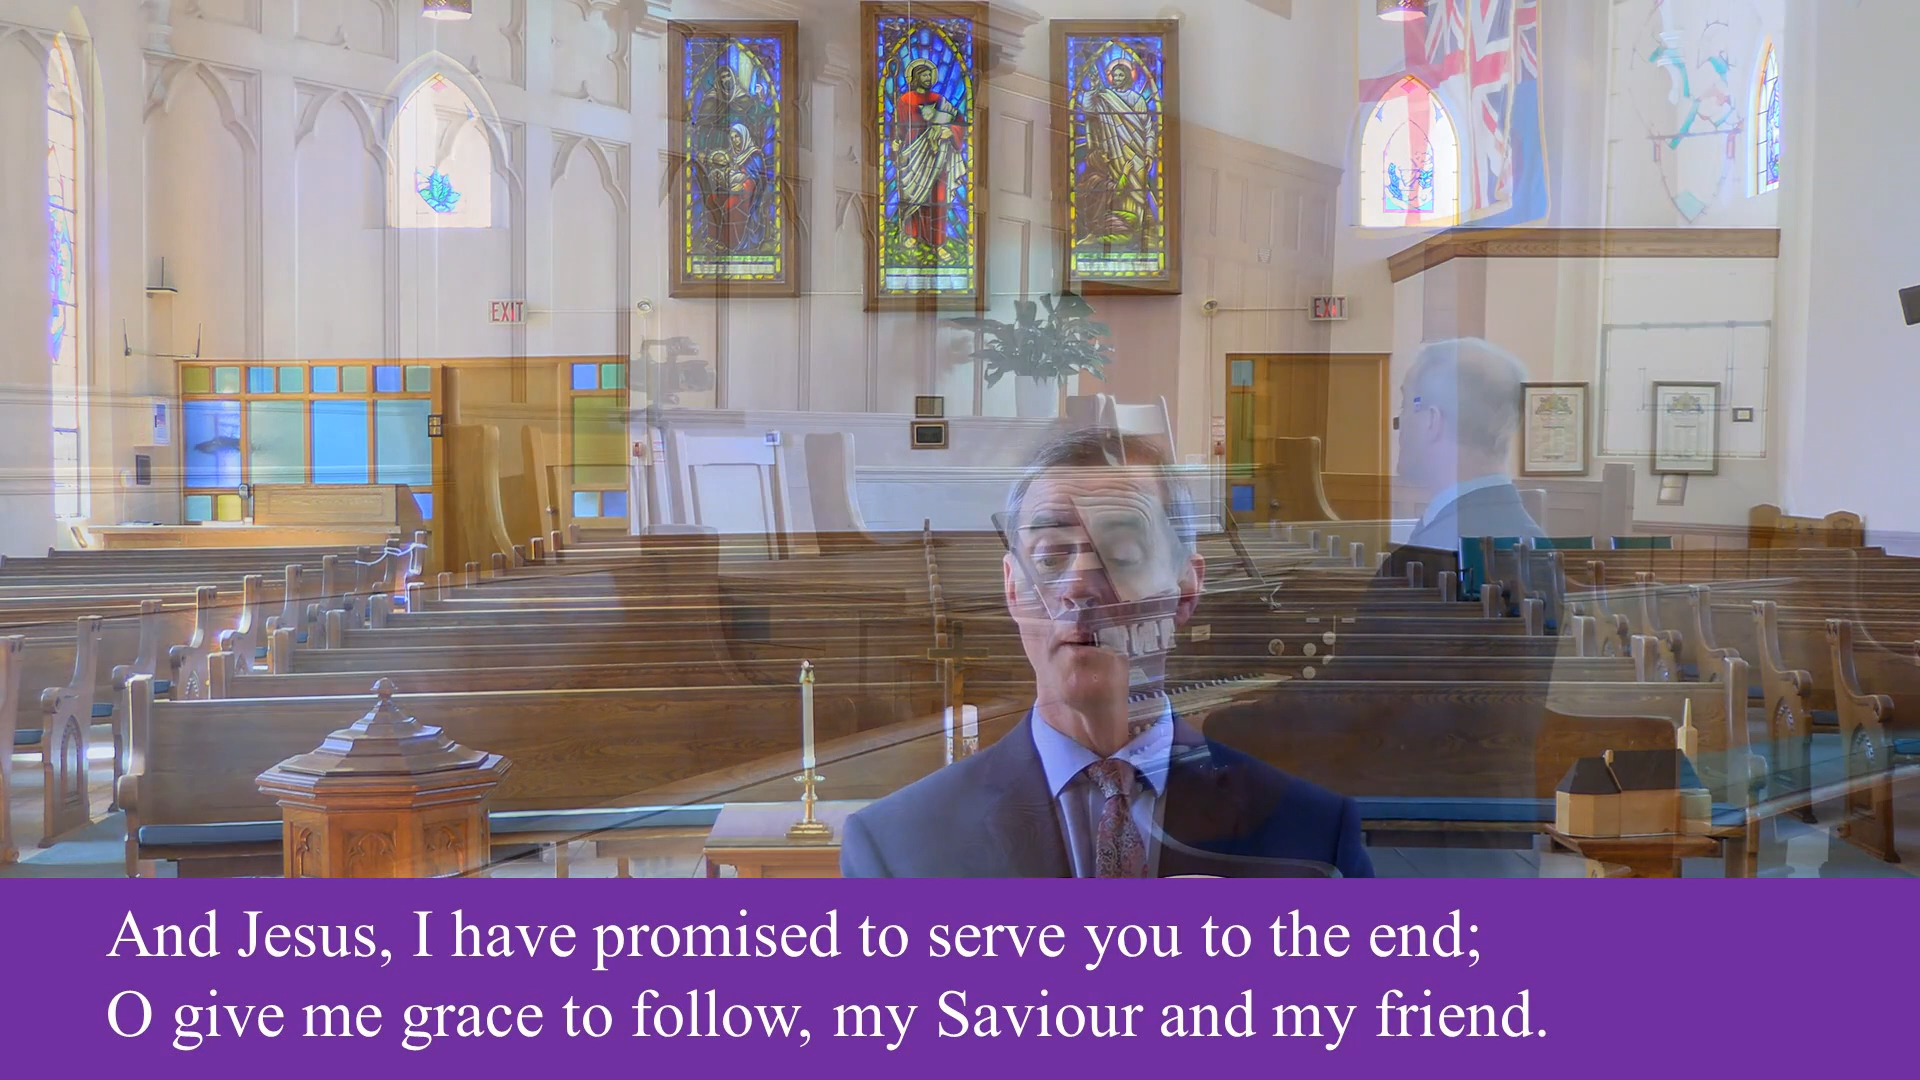 EXIT
EXIT
And Jesus, I have promised to serve you to the end;
O give me grace to follow, my Saviour and my friend.